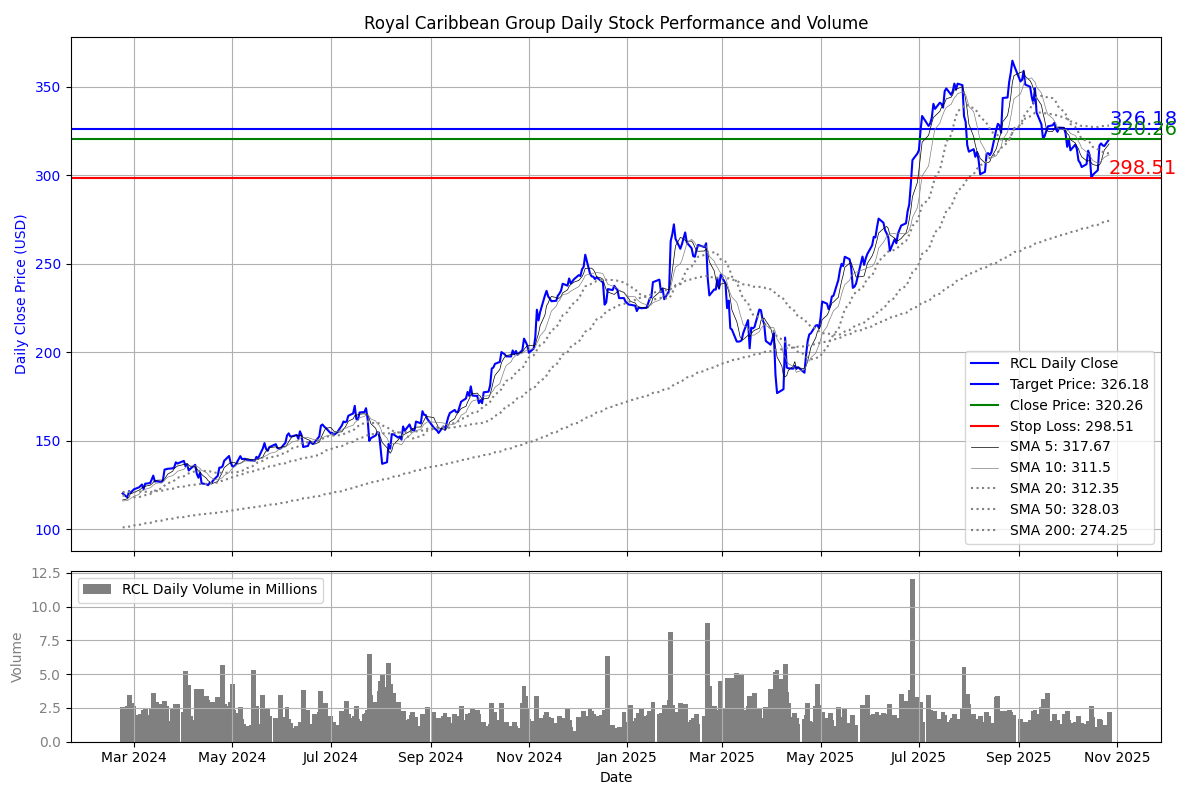 Royal Caribbean Group Daily Stock Performance and Volume
Daily Close Price (USD)
350
300
250
200
150
100
326.18
320.26
298.51
RCL Daily Close
Target Price: 326.18
Close Price: 320.26
Stop Loss: 298.51
SMA 5: 317.67
SMA 10: 311.5
SMA 20: 312.35
SMA 50: 328.03
SMA 200: 274.25
Volume
12.5
10.0
7.5
5.0
2.5
0.0
RCL Daily Volume in Millions
Mar 2024 May 2024 Jul 2024 Sep 2024 Nov 2024 Jan 2025 Mar 2025 May 2025 Jul 2025 Sep 2025 Nov 2025
Date